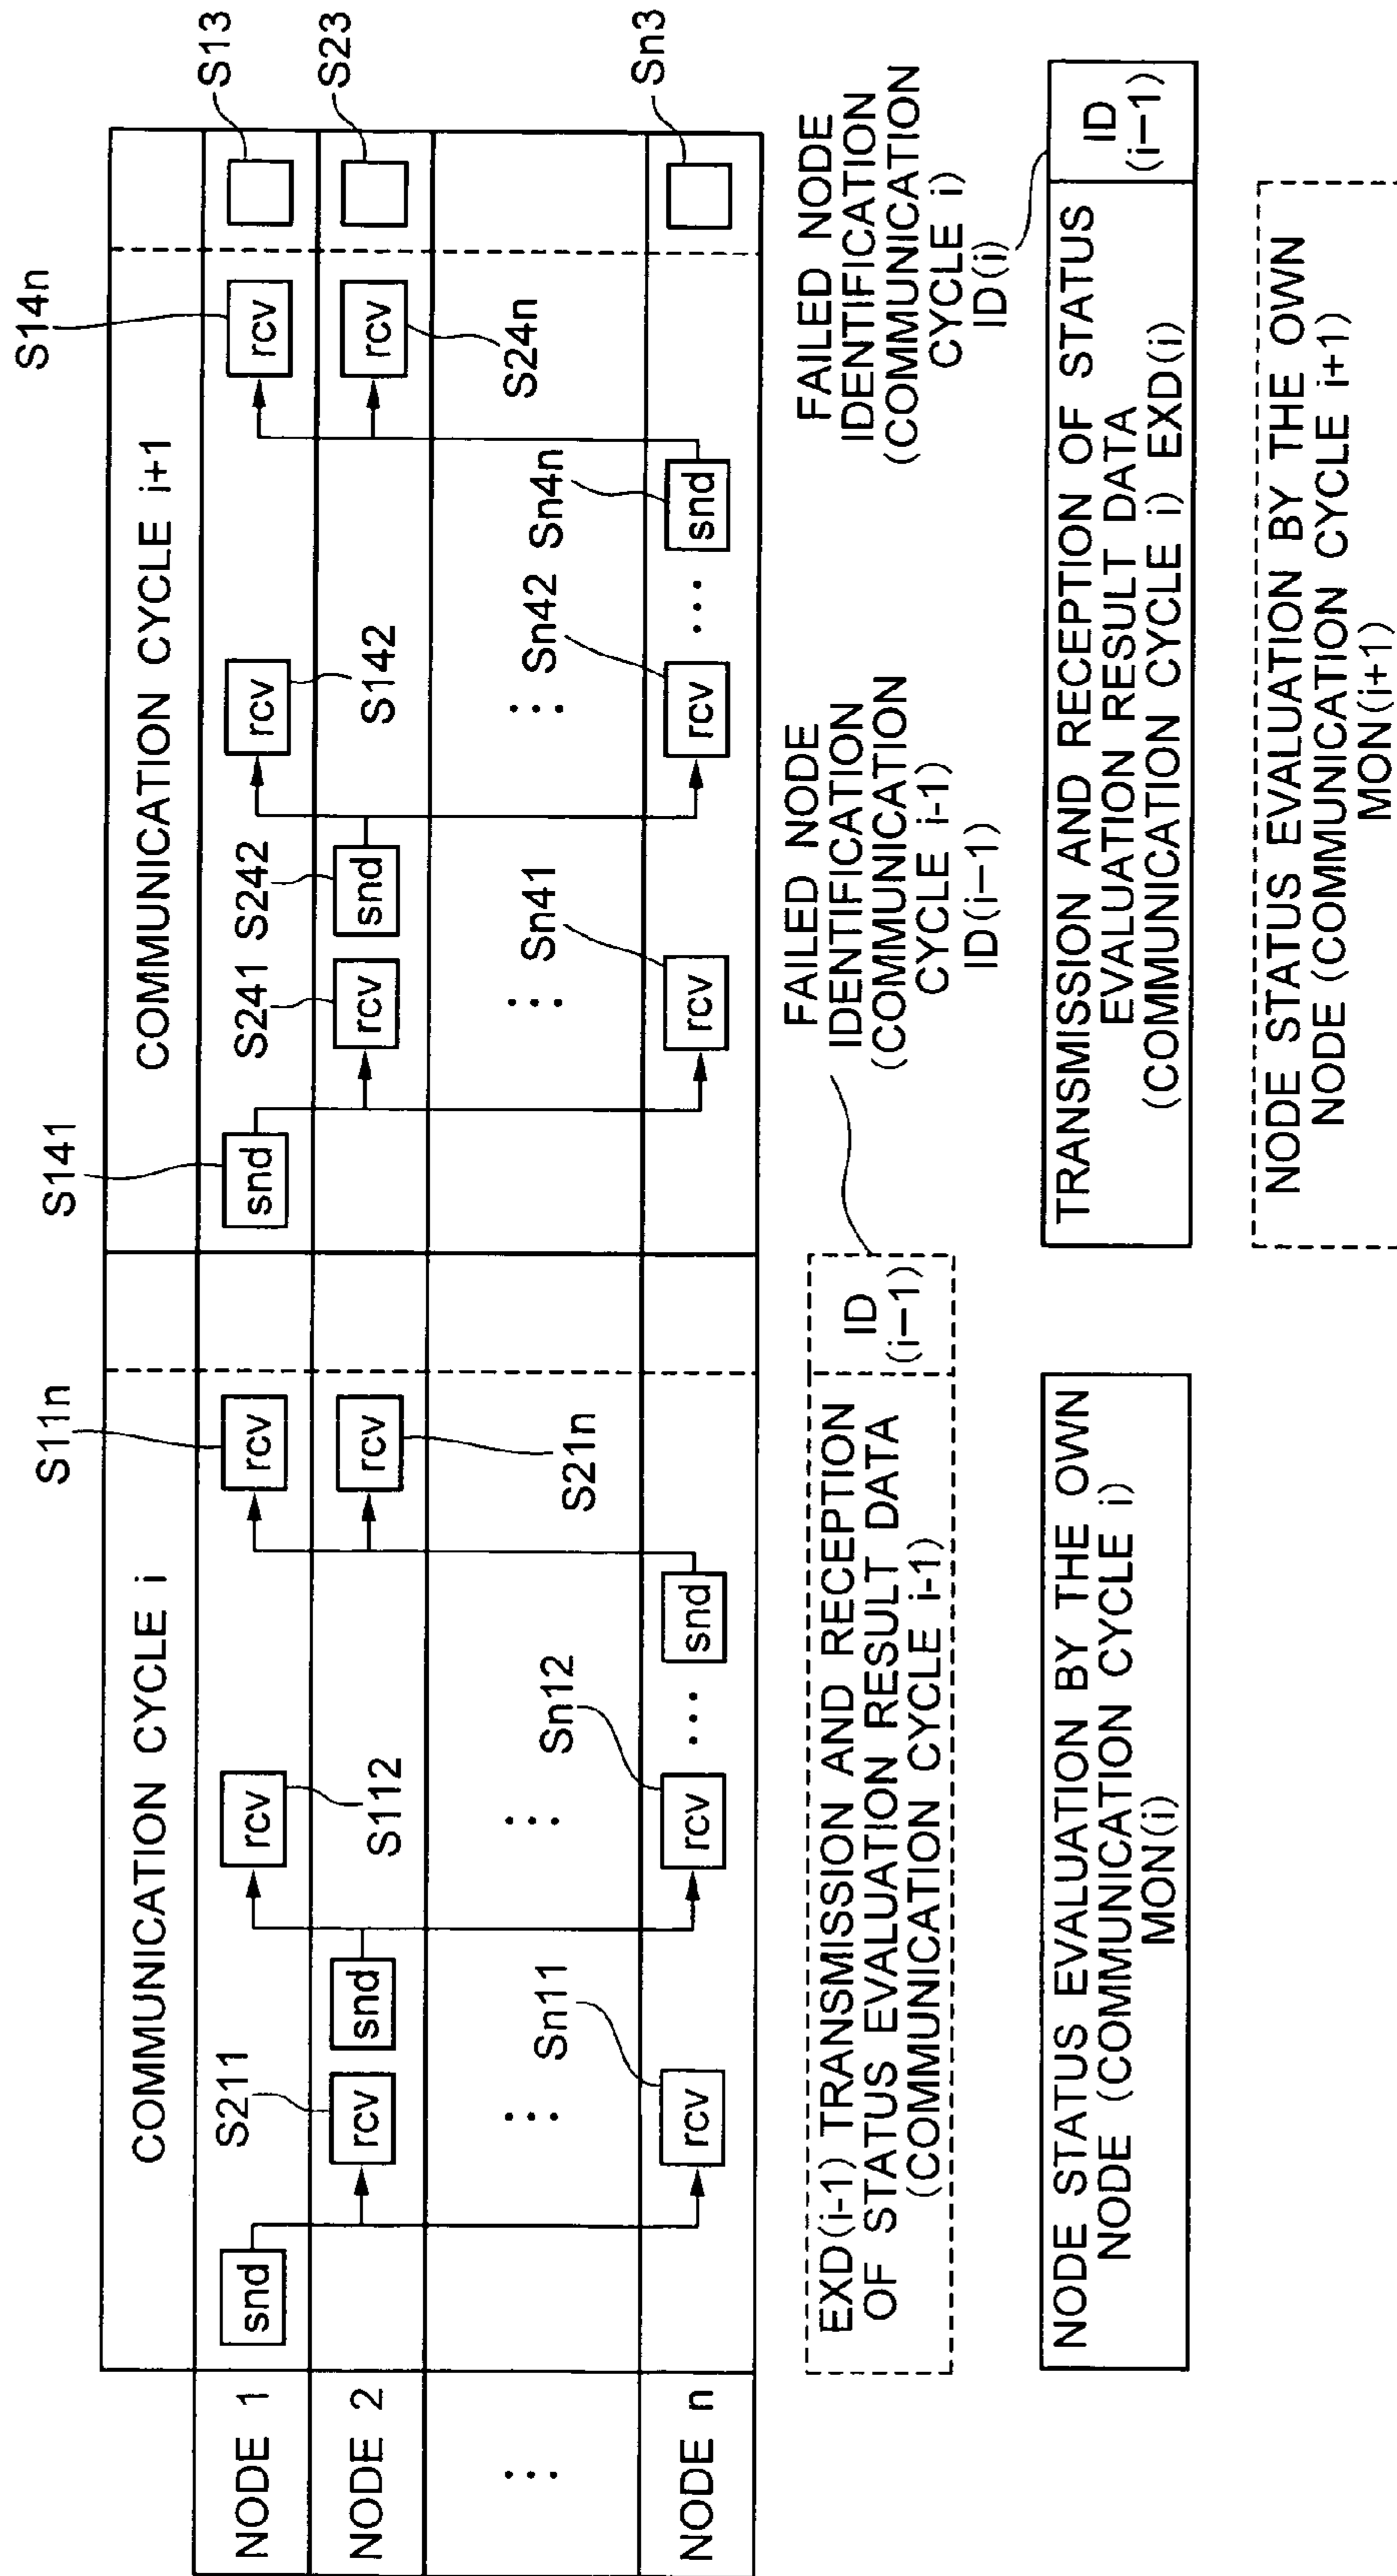 COMMUNICATION CYCLE i
COMMUNICATION CYCLE i+1
NODE 1
snd
S11n
rcv
S112
rcv
S141
snd
rcv
S142
S14n
rcv
S13
NODE 2
S211
rcv
snd
rcv
S21n
S241
rcv
S242
snd
rcv
S24n
S23
⋮
⋮
⋮
⋮
⋮
NODE n
Sn11
rcv
Sn12
rcv
...
snd
Sn41
rcv
Sn42
rcv
...
Sn4n
snd
Sn3
EXD(i-1) TRANSMISSION AND RECEPTION
OF STATUS EVALUATION RESULT DATA
(COMMUNICATION CYCLE i-1)
ID
(i-1)
FAILED NODE
IDENTIFICATION
(COMMUNICATION
CYCLE i-1)
ID(i-1)
FAILED NODE
IDENTIFICATION
(COMMUNICATION
CYCLE i)
ID(i)
NODE STATUS EVALUATION BY THE OWN
NODE (COMMUNICATION CYCLE i)
MON(i)
TRANSMISSION AND RECEPTION OF STATUS
EVALUATION RESULT DATA
(COMMUNICATION CYCLE i) EXD(i)
ID
(i-1)
NODE STATUS EVALUATION BY THE OWN
NODE (COMMUNICATION CYCLE i+1)
MON(i+1)